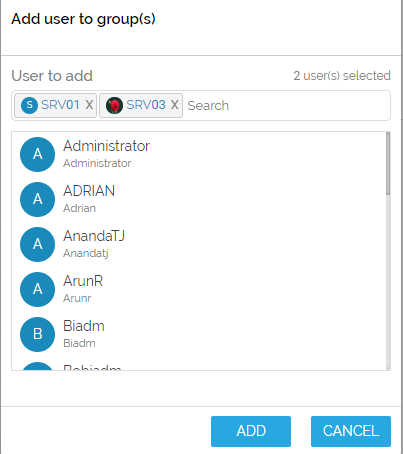 Add user to group(s)
User to add 2 user(s) selected
S SRV01 X SRV03 X Search
A Administrator
Administrator
A ADRIAN
Adrian
A AnandaTJ
Anandatj
A ArunR
Arunr
B Biadm
Biadm
ADD CANCEL